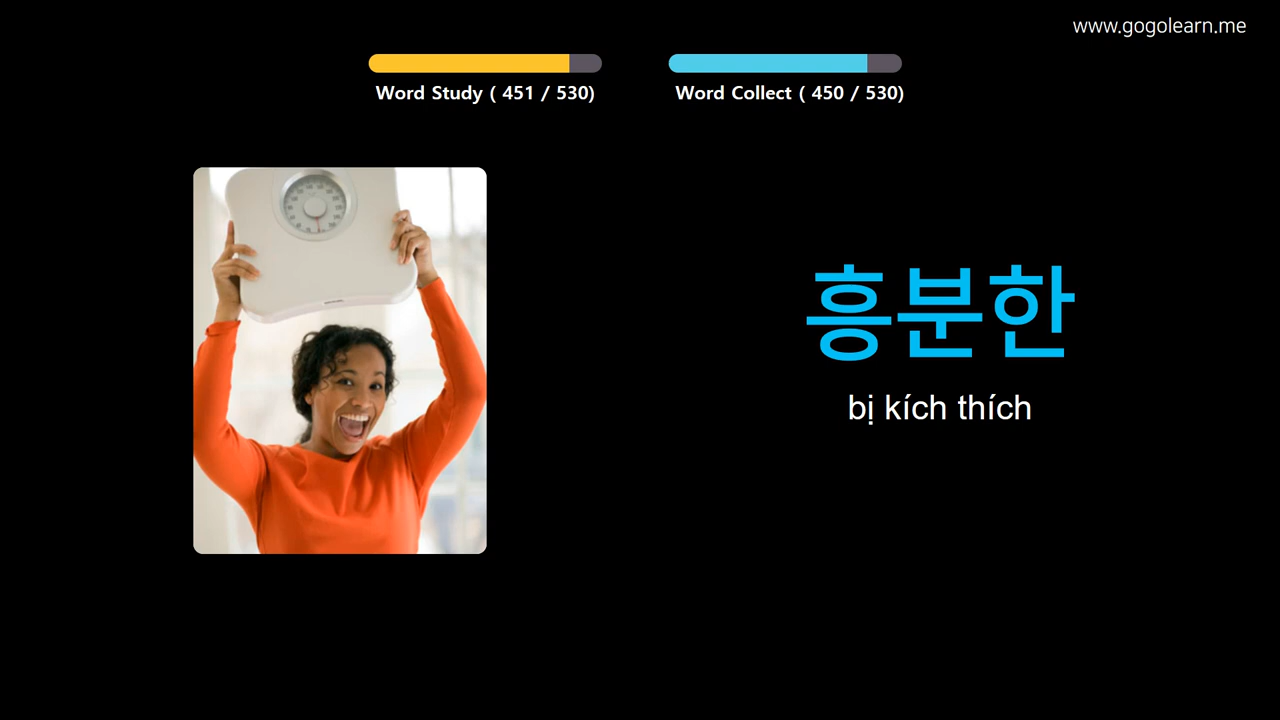 www.gogolearn.me
Word Study ( 451 / 530)
Word Collect ( 450 / 530)
흥분한
bị kích thích